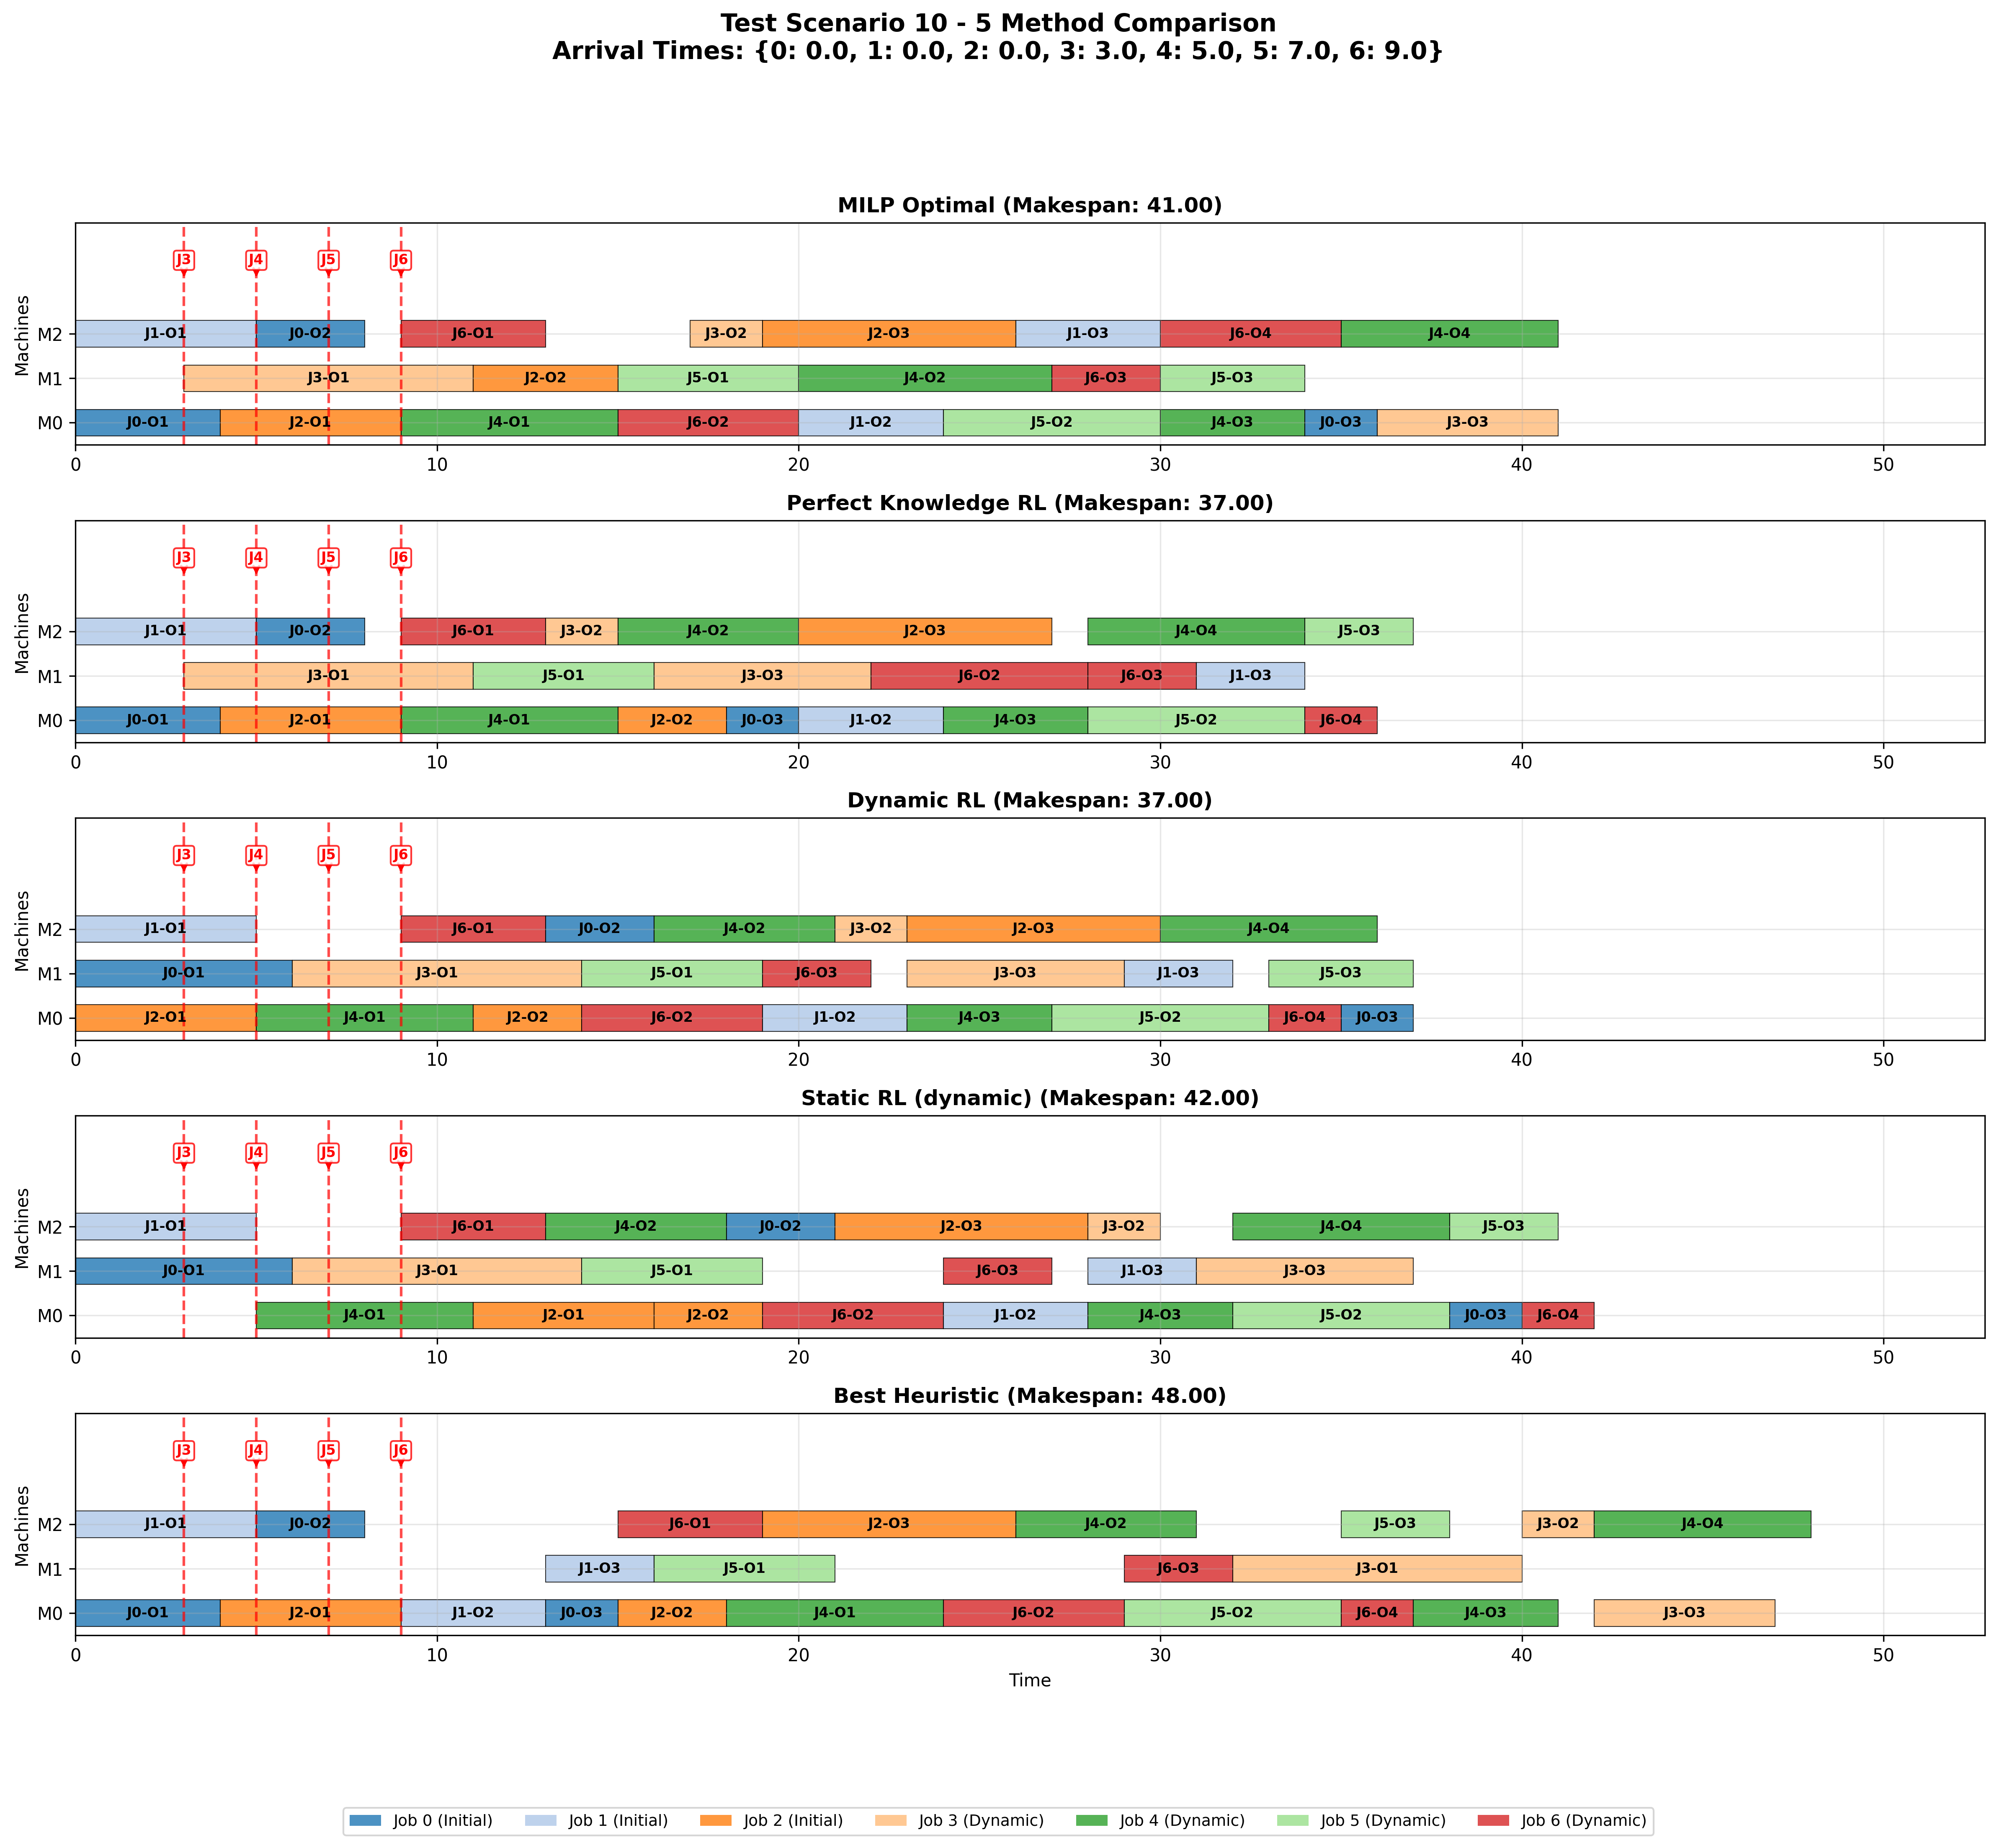 Test Scenario 10 - 5 Method Comparison
Arrival Times: {0: 0.0, 1: 0.0, 2: 0.0, 3: 3.0, 4: 5.0, 5: 7.0, 6: 9.0}
MILP Optimal (Makespan: 41.00)
J3 J4 J5 J6
Machines
M2 J1-O1 J0-O2 J6-O1 J3-O2 J2-O3 J1-O3 J6-O4 J4-O4
M1 J3-O1 J2-O2 J5-O1 J4-O2 J6-O3 J5-O3
M0 J0-O1 J2-O1 J4-O1 J6-O2 J1-O2 J5-O2 J4-O3 J0-O3 J3-O3
0 10 20 30 40 50
Perfect Knowledge RL (Makespan: 37.00)
J3 J4 J5 J6
Machines
M2 J1-O1 J0-O2 J6-O1 J3-O2 J4-O2 J2-O3 J4-O4 J5-O3
M1 J3-O1 J5-O1 J3-O3 J6-O2 J6-O3 J1-O3
M0 J0-O1 J2-O1 J4-O1 J2-O2 J0-O3 J1-O2 J4-O3 J5-O2 J6-O4
0 10 20 30 40 50
Dynamic RL (Makespan: 37.00)
J3 J4 J5 J6
Machines
M2 J1-O1 J6-O1 J0-O2 J4-O2 J3-O2 J2-O3 J4-O4
M1 J0-O1 J3-O1 J5-O1 J6-O3 J3-O3 J1-O3 J5-O3
M0 J2-O1 J4-O1 J2-O2 J6-O2 J1-O2 J4-O3 J5-O2 J6-O4 J0-O3
0 10 20 30 40 50
Static RL (dynamic) (Makespan: 42.00)
J3 J4 J5 J6
Machines
M2 J1-O1 J6-O1 J4-O2 J0-O2 J2-O3 J3-O2 J4-O4 J5-O3
M1 J0-O1 J3-O1 J5-O1 J6-O3 J1-O3 J3-O3
M0 J4-O1 J2-O1 J2-O2 J6-O2 J1-O2 J4-O3 J5-O2 J0-O3 J6-O4
0 10 20 30 40 50
Best Heuristic (Makespan: 48.00)
J3 J4 J5 J6
Machines
M2 J1-O1 J0-O2 J6-O1 J2-O3 J4-O2 J5-O3 J3-O2 J4-O4
M1 J1-O3 J5-O1 J6-O3 J3-O1
M0 J0-O1 J2-O1 J1-O2 J0-O3 J2-O2 J4-O1 J6-O2 J5-O2 J6-O4 J4-O3 J3-O3
0 10 20 30 40 50
Time
Job 0 (Initial) Job 1 (Initial) Job 2 (Initial) Job 3 (Dynamic) Job 4 (Dynamic) Job 5 (Dynamic) Job 6 (Dynamic)